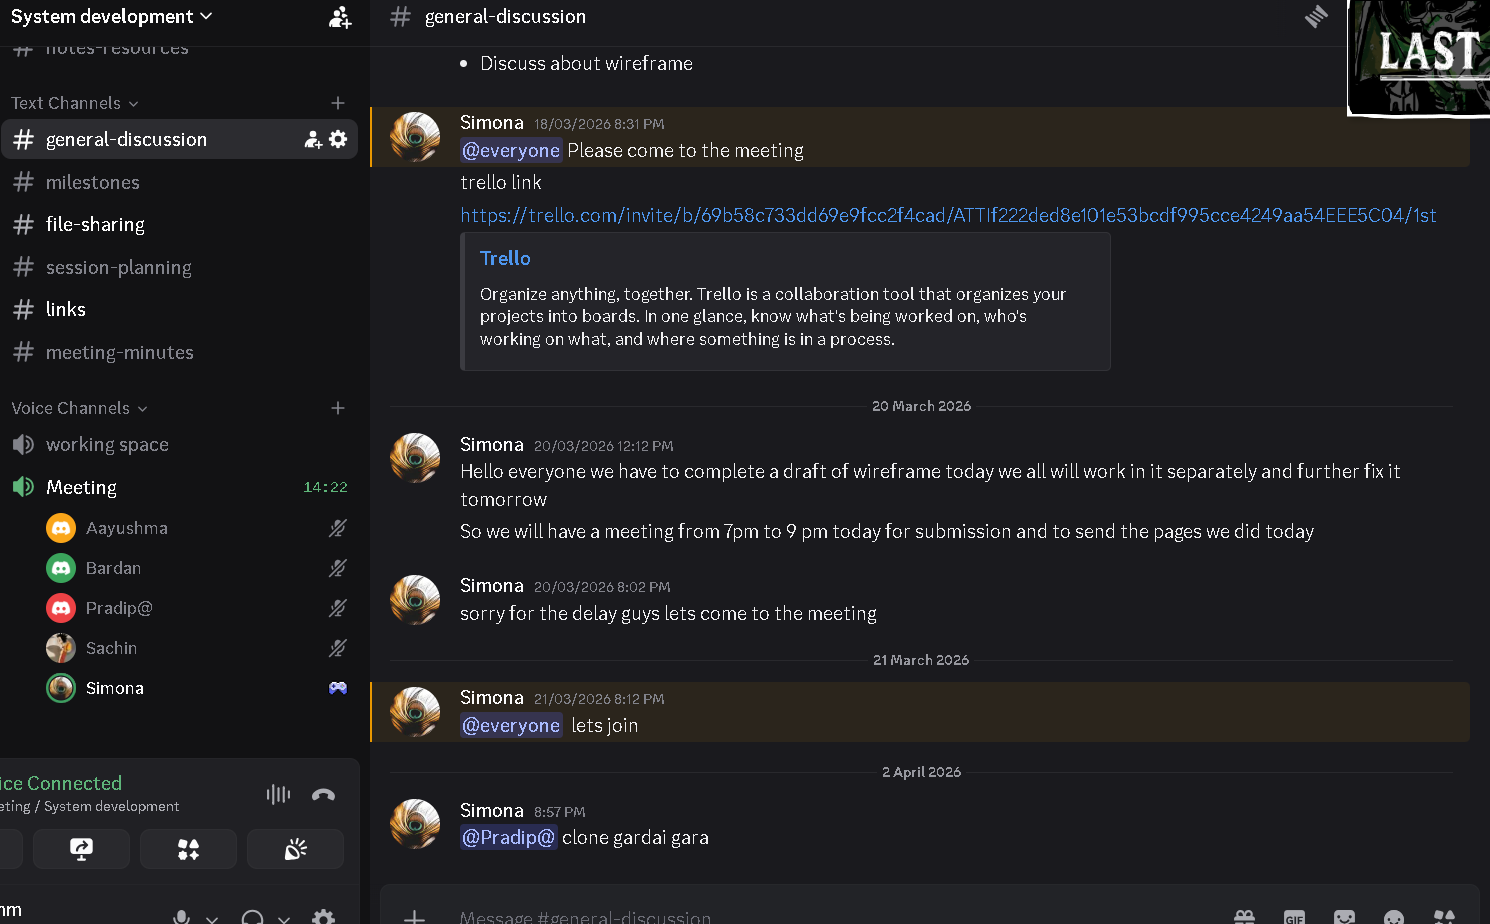 System development
notes-resources
Text Channels
general-discussion
milestones
file-sharing
session-planning
links
meeting-minutes
Voice Channels
working space
Meeting 14:22
Aayushma
Bardan
Pradip@
Sachin
Simona
ice Connected
eting / System development
nm
general-discussion
LAST
Discuss about wireframe
Simona 18/03/2026 8:31 PM
@everyone Please come to the meeting
trello link
https://trello.com/invite/b/69b58c733dd69e9fcc2f4cad/ATTIf222ded8e101e53bcdf995cce4249aa54EEE5C04/1st
Trello
Organize anything, together. Trello is a collaboration tool that organizes your
projects into boards. In one glance, know what's being worked on, who's
working on what, and where something is in a process.
20 March 2026
Simona 20/03/2026 12:12 PM
Hello everyone we have to complete a draft of wireframe today we all will work in it separately and further fix it
tomorrow
So we will have a meeting from 7pm to 9 pm today for submission and to send the pages we did today
Simona 20/03/2026 8:02 PM
sorry for the delay guys lets come to the meeting
21 March 2026
Simona 21/03/2026 8:12 PM
@everyone lets join
2 April 2026
Simona 8:57 PM
@Pradip@ clone gardai gara
Message #general-discussion
GIF